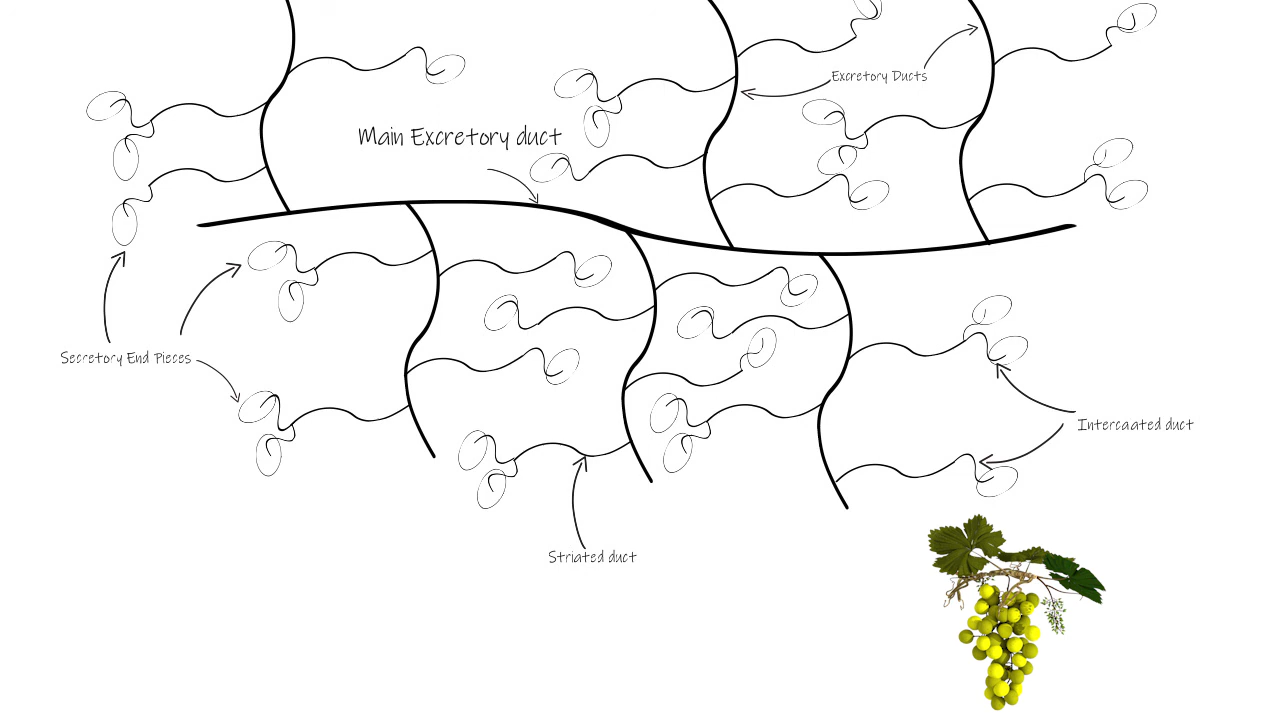 Excretory Ducts
Main Excretory duct
Secretory End Pieces
Intercaated duct
Striated duct